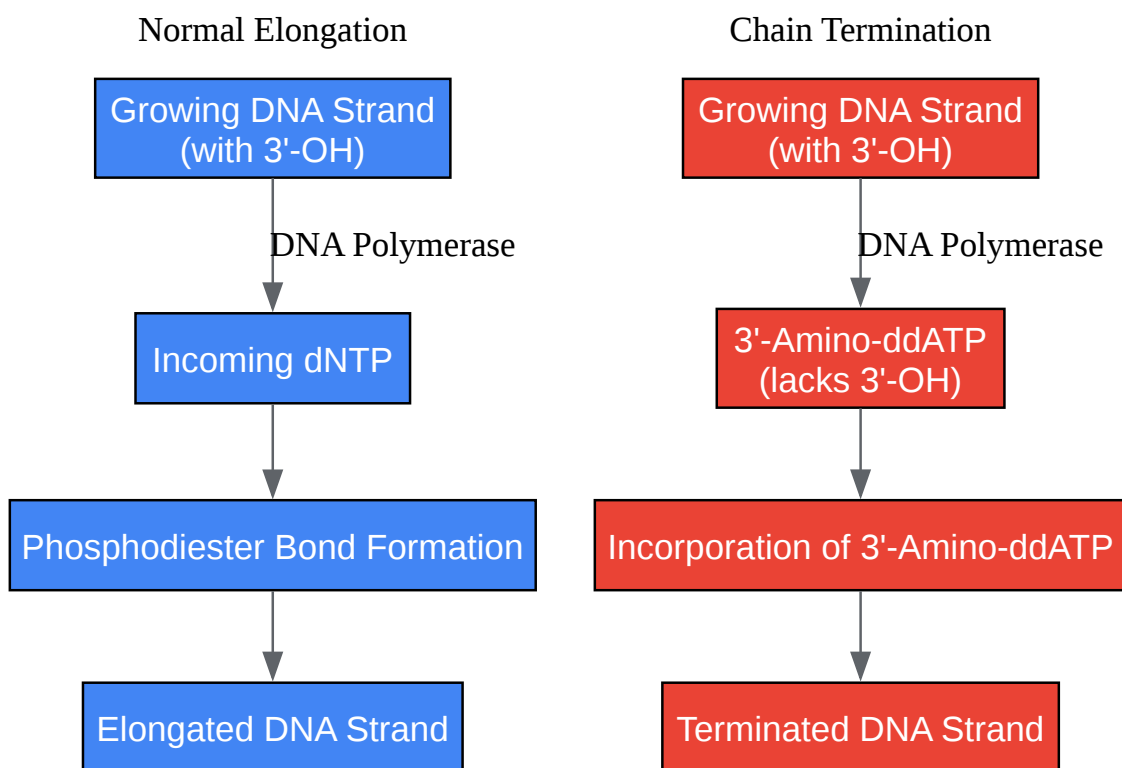 Normal Elongation
Growing DNA Strand
(with 3'-OH)
DNA Polymerase
Incoming dNTP
Phosphodiester Bond Formation
Elongated DNA Strand
Chain Termination
Growing DNA Strand
(with 3'-OH)
DNA Polymerase
3'-Amino-ddATP
(lacks 3'-OH)
Incorporation of 3'-Amino-ddATP
Terminated DNA Strand